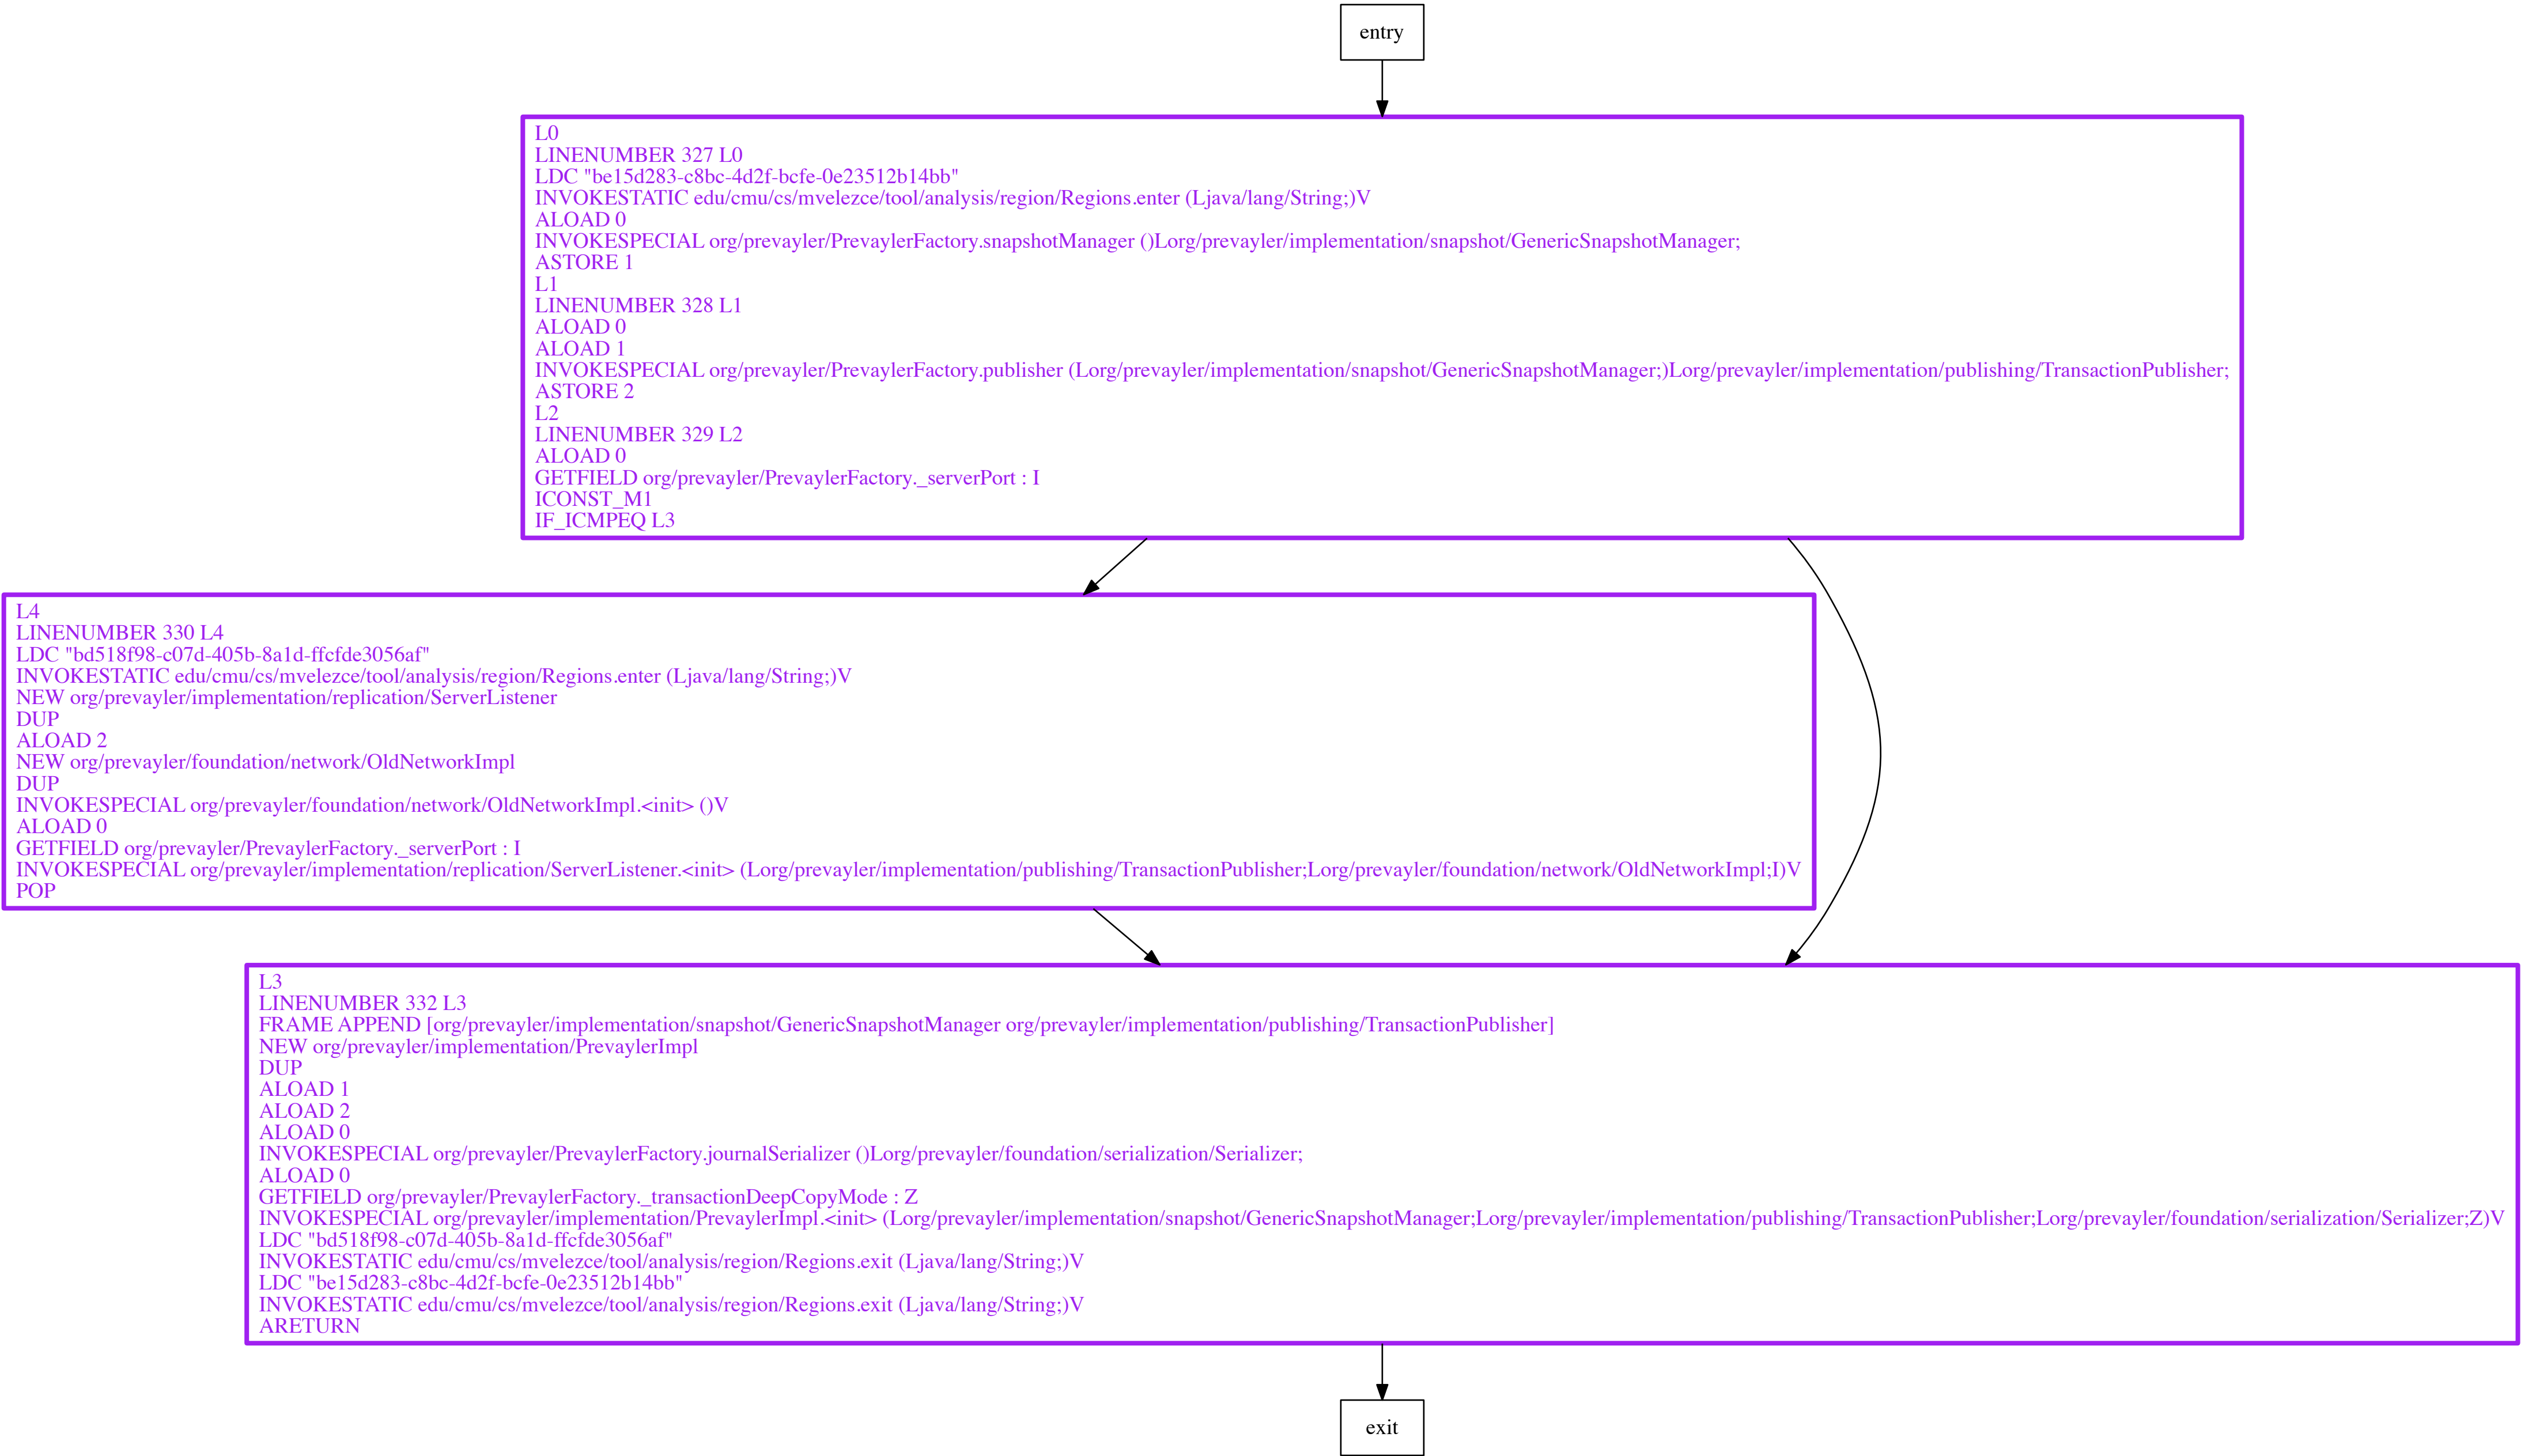 entry
L0
LINENUMBER 327 L0
LDC "be15d283-c8bc-4d2f-bcfe-0e23512b14bb"
INVOKESTATIC edu/cmu/cs/mvelezce/tool/analysis/region/Regions.enter (Ljava/lang/String;)V
ALOAD 0
INVOKESPECIAL org/prevayler/PrevaylerFactory.snapshotManager ()Lorg/prevayler/implementation/snapshot/GenericSnapshotManager;
ASTORE 1
L1
LINENUMBER 328 L1
ALOAD 0
ALOAD 1
INVOKESPECIAL org/prevayler/PrevaylerFactory.publisher (Lorg/prevayler/implementation/snapshot/GenericSnapshotManager;)Lorg/prevayler/implementation/publishing/TransactionPublisher;
ASTORE 2
L2
LINENUMBER 329 L2
ALOAD 0
GETFIELD org/prevayler/PrevaylerFactory._serverPort : I
ICONST_M1
IF_ICMPEQ L3
L4
LINENUMBER 330 L4
LDC "bd518f98-c07d-405b-8a1d-ffcfde3056af"
INVOKESTATIC edu/cmu/cs/mvelezce/tool/analysis/region/Regions.enter (Ljava/lang/String;)V
NEW org/prevayler/implementation/replication/ServerListener
DUP
ALOAD 2
NEW org/prevayler/foundation/network/OldNetworkImpl
DUP
INVOKESPECIAL org/prevayler/foundation/network/OldNetworkImpl.<init> ()V
ALOAD 0
GETFIELD org/prevayler/PrevaylerFactory._serverPort : I
INVOKESPECIAL org/prevayler/implementation/replication/ServerListener.<init> (Lorg/prevayler/implementation/publishing/TransactionPublisher;Lorg/prevayler/foundation/network/OldNetworkImpl;I)V
POP
L3
LINENUMBER 332 L3
FRAME APPEND [org/prevayler/implementation/snapshot/GenericSnapshotManager org/prevayler/implementation/publishing/TransactionPublisher]
NEW org/prevayler/implementation/PrevaylerImpl
DUP
ALOAD 1
ALOAD 2
ALOAD 0
INVOKESPECIAL org/prevayler/PrevaylerFactory.journalSerializer ()Lorg/prevayler/foundation/serialization/Serializer;
ALOAD 0
GETFIELD org/prevayler/PrevaylerFactory._transactionDeepCopyMode : Z
INVOKESPECIAL org/prevayler/implementation/PrevaylerImpl.<init> (Lorg/prevayler/implementation/snapshot/GenericSnapshotManager;Lorg/prevayler/implementation/publishing/TransactionPublisher;Lorg/prevayler/foundation/serialization/Serializer;Z)V
LDC "bd518f98-c07d-405b-8a1d-ffcfde3056af"
INVOKESTATIC edu/cmu/cs/mvelezce/tool/analysis/region/Regions.exit (Ljava/lang/String;)V
LDC "be15d283-c8bc-4d2f-bcfe-0e23512b14bb"
INVOKESTATIC edu/cmu/cs/mvelezce/tool/analysis/region/Regions.exit (Ljava/lang/String;)V
ARETURN
exit